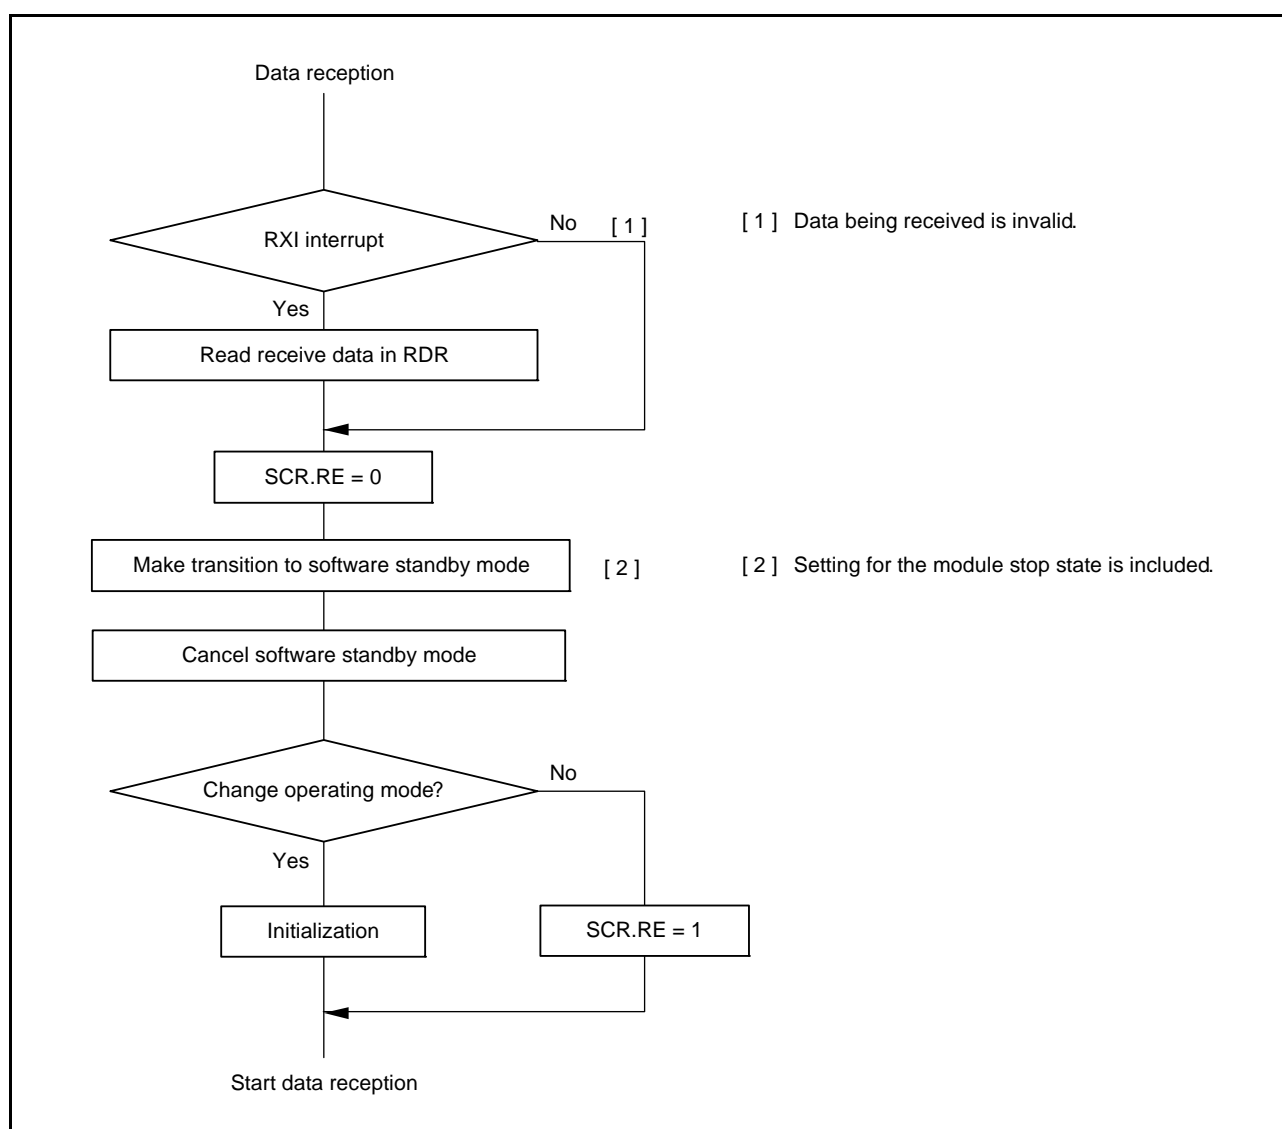 Data reception
RXI interrupt
No [ 1 ]
[ 1 ] Data being received is invalid.
Yes
Read receive data in RDR
SCR.RE = 0
Make transition to software standby mode
[ 2 ]
[ 2 ] Setting for the module stop state is included.
Cancel software standby mode
Change operating mode?
No
Yes
Initialization
SCR.RE = 1
Start data reception